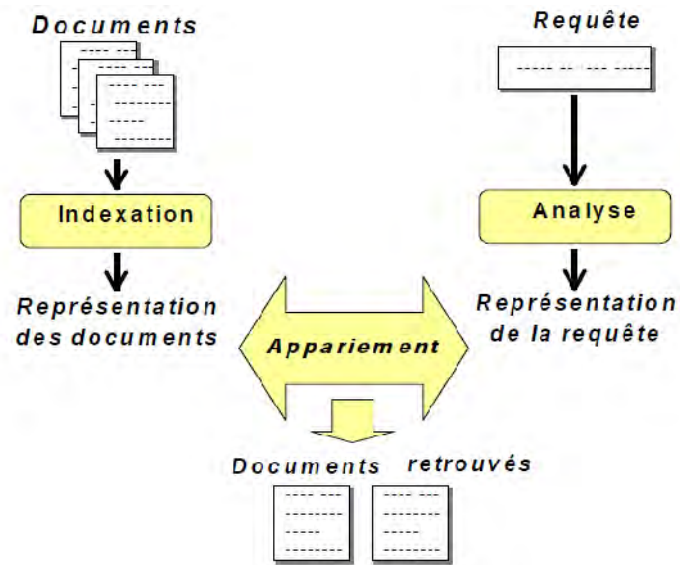 Documents
Requête
Indexation
Analyse
Représentation
des documents
Représentation
de la requête
Appariement
Documents retrouvés